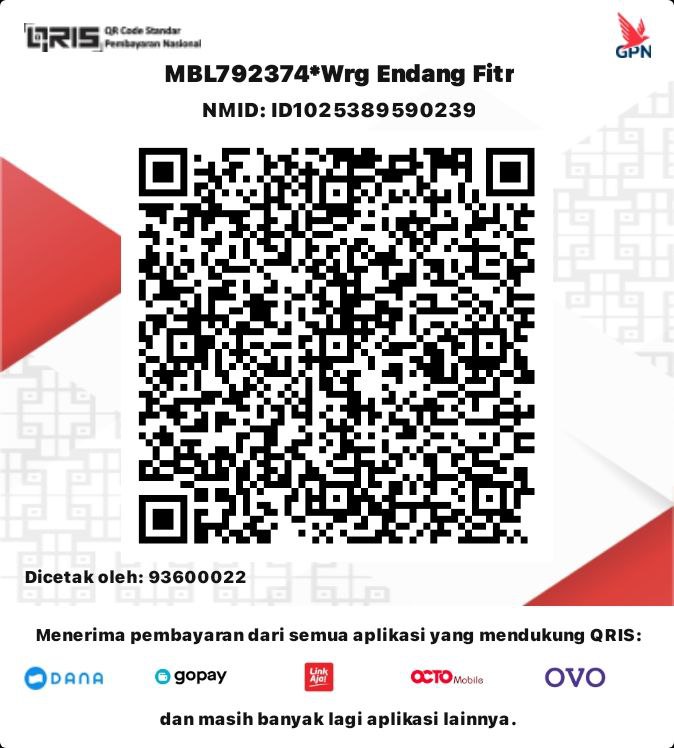 QRIS QR Code Standar
Pembayaran Nasional
GPN
MBL792374*Wrg Endang Fitr
NMID: ID1025389590239
Dicetak oleh: 93600022
Menerima pembayaran dari semua aplikasi yang mendukung QRIS:
DANA gopay Link Aja! OCTO Mobile OVO
dan masih banyak lagi aplikasi lainnya.